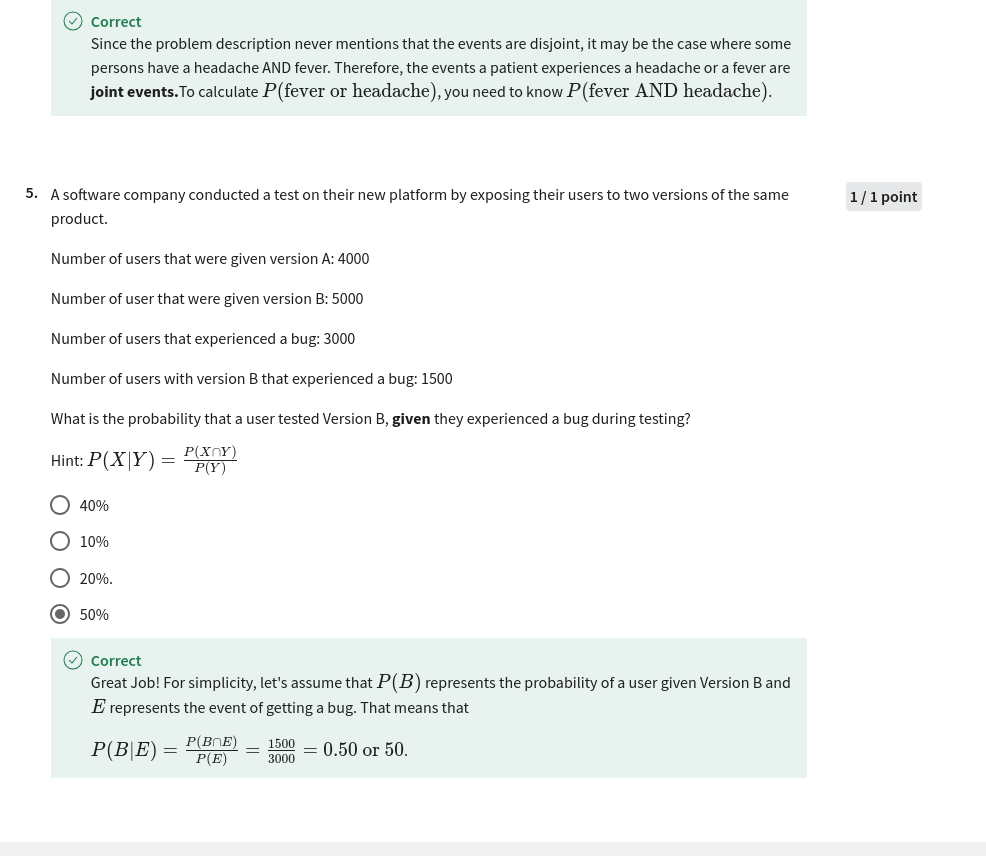 Correct
Since the problem description never mentions that the events are disjoint, it may be the case where some
persons have a headache AND fever. Therefore, the events a patient experiences a headache or a fever are
joint events.To calculate P(fever or headache), you need to know P(fever AND headache).
5. A software company conducted a test on their new platform by exposing their users to two versions of the same
product.
1 / 1 point
Number of users that were given version A: 4000
Number of user that were given version B: 5000
Number of users that experienced a bug: 3000
Number of users with version B that experienced a bug: 1500
What is the probability that a user tested Version B, given they experienced a bug during testing?
Hint: P(X|Y) = P(X∩Y)/P(Y)
40%
10%
20%.
50%
Correct
Great Job! For simplicity, let's assume that P(B) represents the probability of a user given Version B and
E represents the event of getting a bug. That means that
P(B|E) = P(B∩E)/P(E) = 1500/3000 = 0.50 or 50.